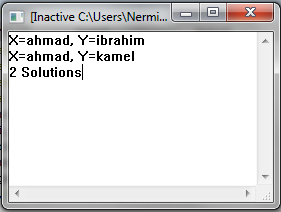 [Inactive C:\Users\Nermi...
X=ahmad, Y=ibrahim
X=ahmad, Y=kamel
2 Solutions